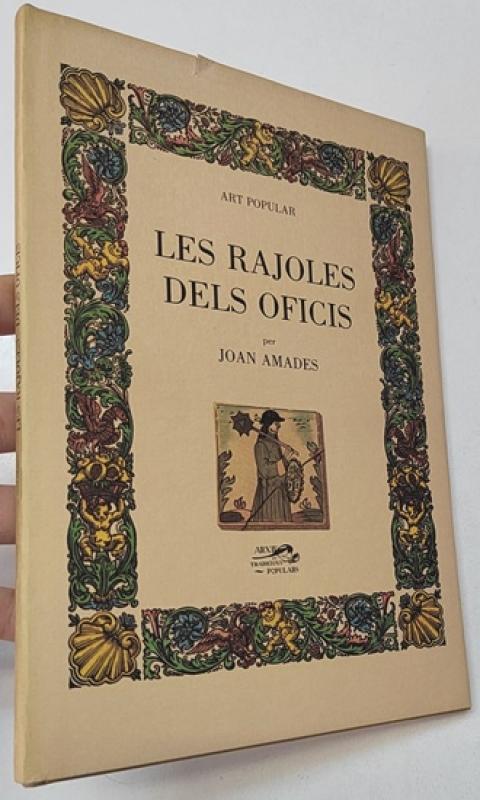 ART POPULAR
LES RAJOLES
DELS OFICIS
per
JOAN AMADES
ARXIU
TRADICIONS
POPULARS